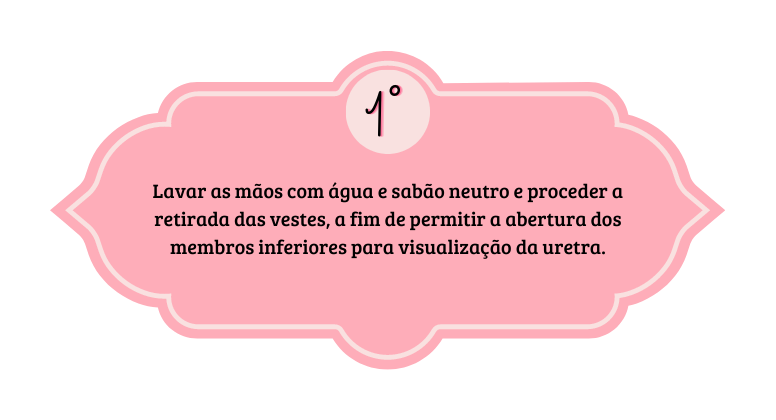 1°
Lavar as mãos com água e sabão neutro e proceder a
retirada das vestes, a fim de permitir a abertura dos
membros inferiores para visualização da uretra.